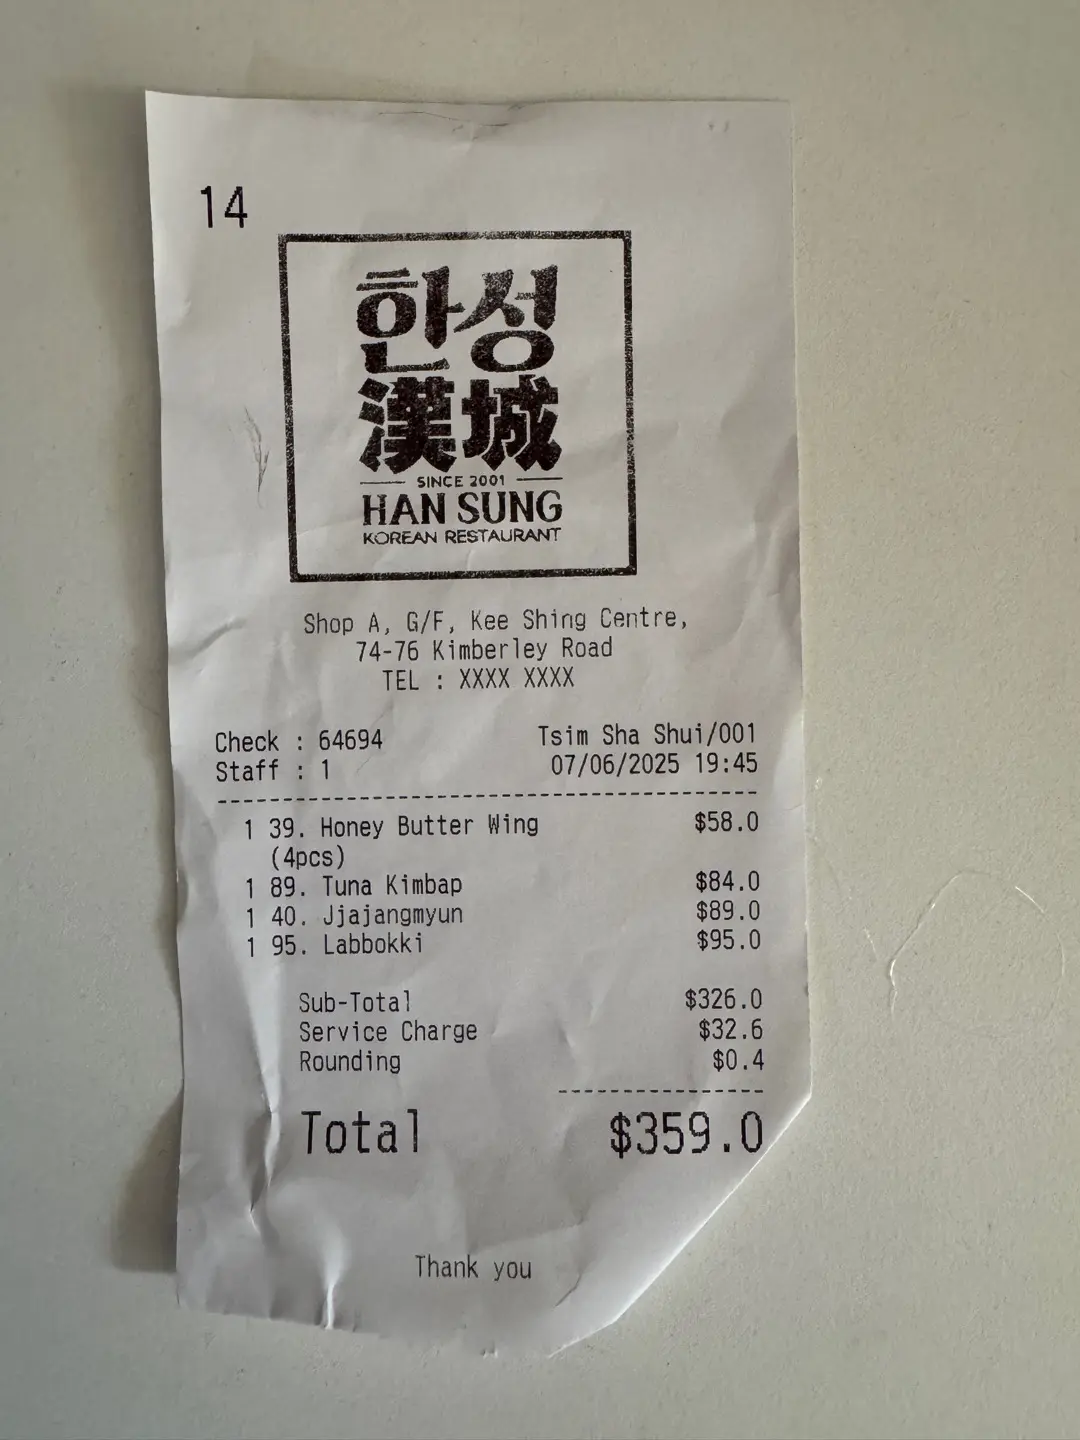 14
한성
漢城
SINCE 2001
HAN SUNG
KOREAN RESTAURANT
Shop A, G/F, Kee Shing Centre,
74-76 Kimberley Road
TEL : XXXX XXXX
Check : 64694 Tsim Sha Shui/001
Staff : 1 07/06/2025 19:45
1 39. Honey Butter Wing $58.0
(4pcs)
1 89. Tuna Kimbap $84.0
1 40. Jjajangmyun $89.0
1 95. Labbokki $95.0
Sub-Total $326.0
Service Charge $32.6
Rounding $0.4
Total $359.0
Thank you